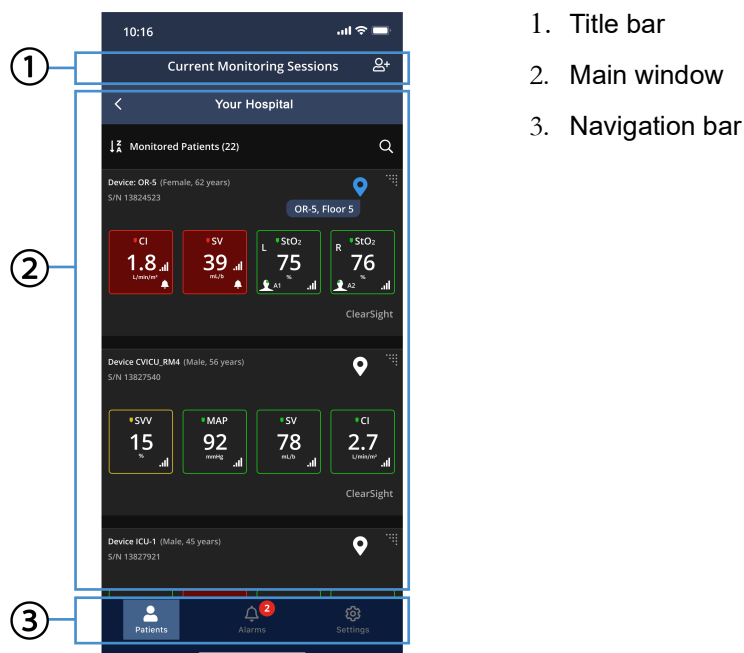 10:16
1
Current Monitoring Sessions
2
Your Hospital
Monitored Patients (22)
Device: OR-5 (Female, 62 years)
S/N 13824523
OR-5, Floor 5
CI
1.8
L/min/m²
SV
39
mL/b
L
StO₂
75
%
A1
R
StO₂
76
%
A2
ClearSight
Device CVICU_RM4 (Male, 56 years)
S/N 13827540
SVV
15
%
MAP
92
mmHg
SV
78
mL/b
CI
2.7
L/min/m²
ClearSight
Device ICU-1 (Male, 45 years)
S/N 13827921
3
Patients
2
Alarms
Settings
1. Title bar
2. Main window
3. Navigation bar